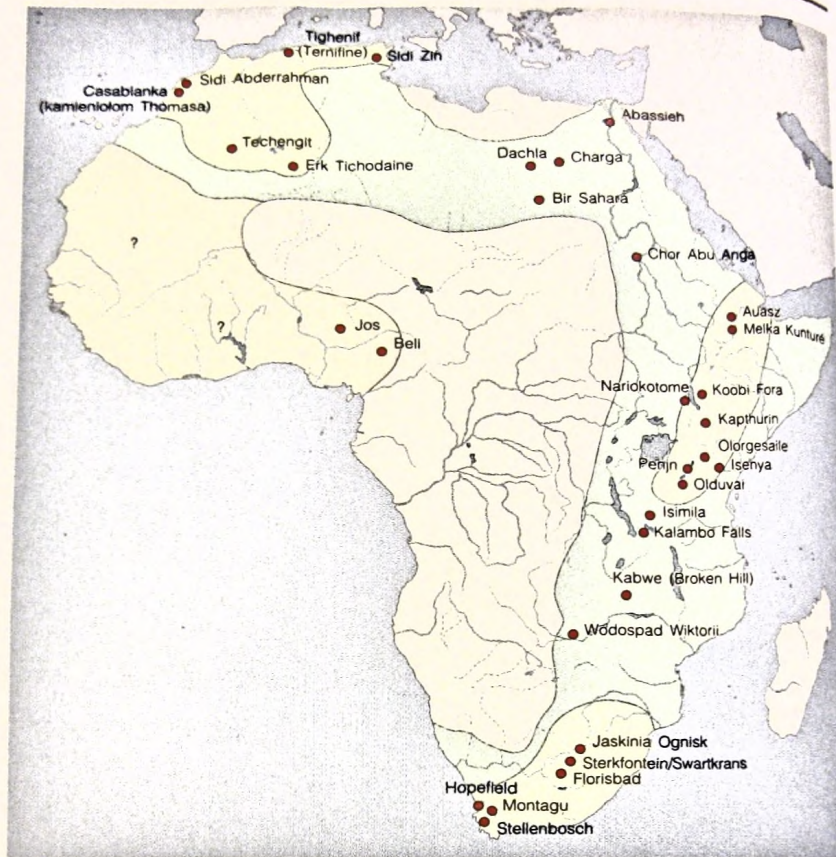 Tighenif
(Ternifine)
Sidi Zin
Sidi Abderrahman
Casablanka
(kamieniołom Thomasa)
Abassieh
Techengit
Erk Tichodaine
Dachla
Charga
Bir Sahara
?
Chor Abu Anga
Auasz
Melka Kunturé
?
Jos
Beli
Nariokotome
Koobi Fora
Kapthurin
Olorgesailie
Peninj
Isenya
Olduvai
Isimila
Kalambo Falls
Kabwe (Broken Hill)
Wodospad Wiktorii
Jaskinia Ognisk
Sterkfontein/Swartkrans
Florisbad
Hopefield
Montagu
Stellenbosch